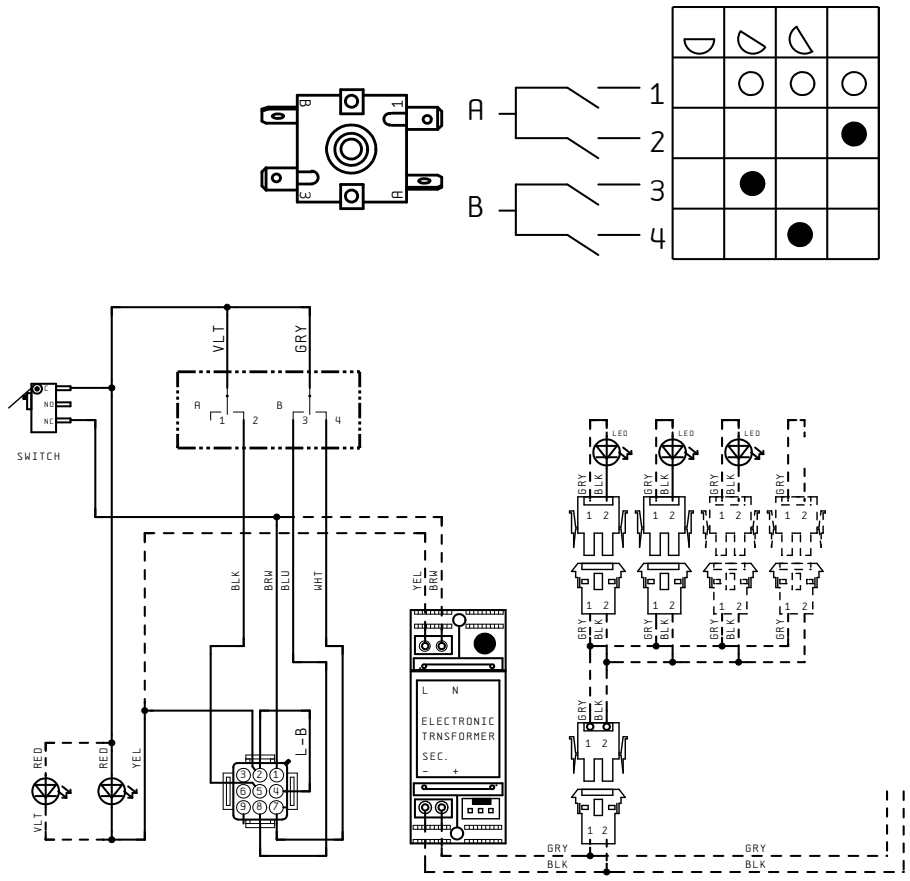 B
1
3
A
A
1
2
B
3
4
VLT
GRY
C
NO
NC
SWITCH
A
1
2
B
3
4
BLK
BRW
BLU
WHT
YEL
BRW
RED
RED
YEL
VLT
L-B
3
2
1
6
5
4
9
8
7
L N
ELECTRONIC
TRNSFORMER
SEC.
- +
LED
LED
LED
GRY
BLK
GRY
BLK
GRY
BLK
GRY
1 2
1 2
1 2
1 2
1 2
1 2
1 2
1 2
GRY
BLK
GRY
BLK
GRY
BLK
GRY
BLK
GRY
BLK
1 2
1 2
GRY
GRY
BLK
BLK